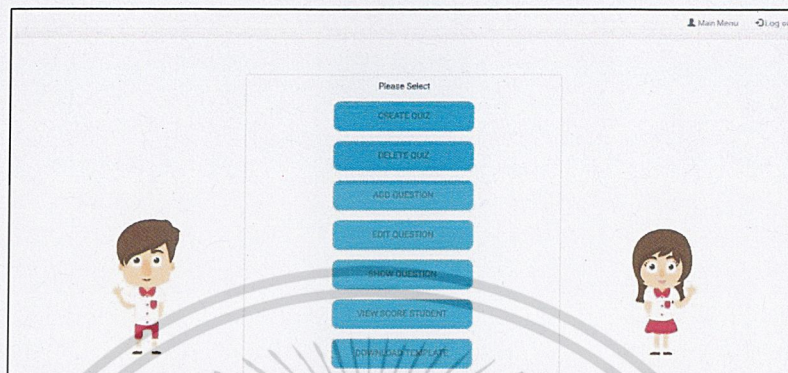 Main Menu Log
Please Select
CREATE QUIZ
DELETE QUIZ
ADD QUESTION
EDIT QUESTION
SHOW QUESTION
VIEW SCORE STUDENT
DOWNLOAD TEMPLATE